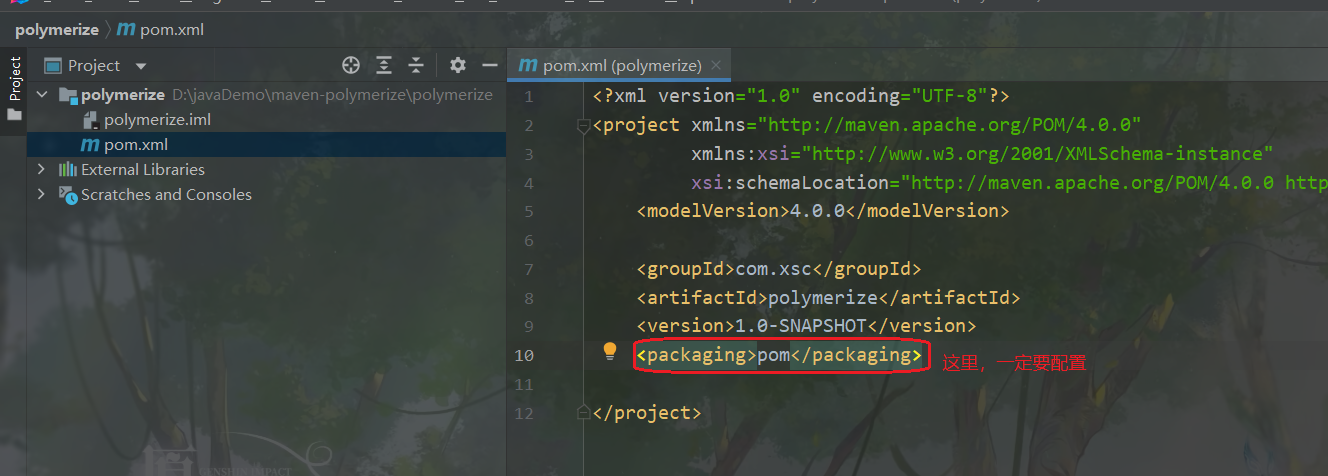 polymerize pom.xml
Project
Project
pom.xml (polymerize)
polymerize D:\javaDemo\maven-polymerize\polymerize
polymerize.iml
pom.xml
External Libraries
Scratches and Consoles
1 <?xml version="1.0" encoding="UTF-8"?>
2 <project xmlns="http://maven.apache.org/POM/4.0.0"
3 xmlns:xsi="http://www.w3.org/2001/XMLSchema-instance"
4 xsi:schemaLocation="http://maven.apache.org/POM/4.0.0 http
5 <modelVersion>4.0.0</modelVersion>
6
7 <groupId>com.xsc</groupId>
8 <artifactId>polymerize</artifactId>
9 <version>1.0-SNAPSHOT</version>
10 <packaging>pom</packaging> 这里，一定要配置
11
12 </project>
GENSHIN IMPACT